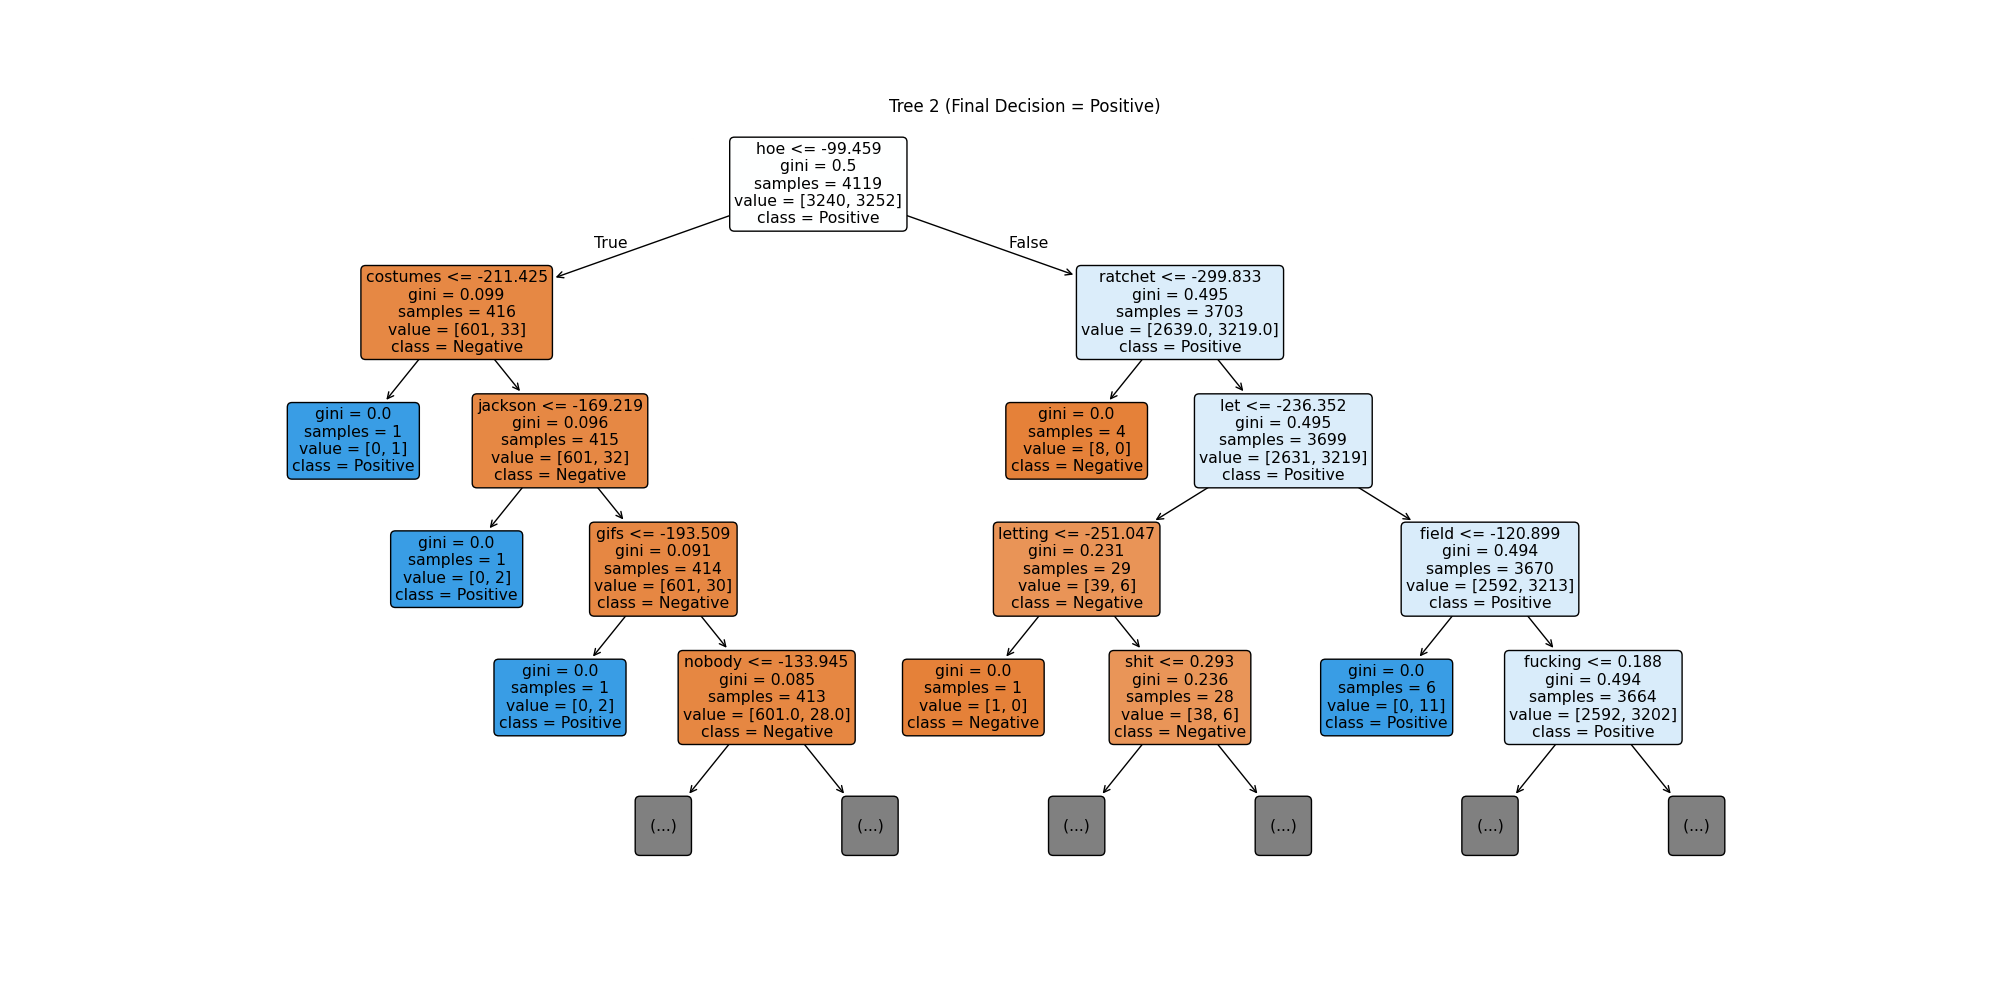 Tree 2 (Final Decision = Positive)
hoe <= -99.459
gini = 0.5
samples = 4119
value = [3240, 3252]
class = Positive
True
False
costumes <= -211.425
gini = 0.099
samples = 416
value = [601, 33]
class = Negative
ratchet <= -299.833
gini = 0.495
samples = 3703
value = [2639.0, 3219.0]
class = Positive
gini = 0.0
samples = 1
value = [0, 1]
class = Positive
jackson <= -169.219
gini = 0.096
samples = 415
value = [601, 32]
class = Negative
gini = 0.0
samples = 4
value = [8, 0]
class = Negative
let <= -236.352
gini = 0.495
samples = 3699
value = [2631, 3219]
class = Positive
gini = 0.0
samples = 1
value = [0, 2]
class = Positive
gifs <= -193.509
gini = 0.091
samples = 414
value = [601, 30]
class = Negative
letting <= -251.047
gini = 0.231
samples = 29
value = [39, 6]
class = Negative
field <= -120.899
gini = 0.494
samples = 3670
value = [2592, 3213]
class = Positive
gini = 0.0
samples = 1
value = [0, 2]
class = Positive
nobody <= -133.945
gini = 0.085
samples = 413
value = [601.0, 28.0]
class = Negative
gini = 0.0
samples = 1
value = [1, 0]
class = Negative
shit <= 0.293
gini = 0.236
samples = 28
value = [38, 6]
class = Negative
gini = 0.0
samples = 6
value = [0, 11]
class = Positive
fucking <= 0.188
gini = 0.494
samples = 3664
value = [2592, 3202]
class = Positive
(...)
(...)
(...)
(...)
(...)
(...)